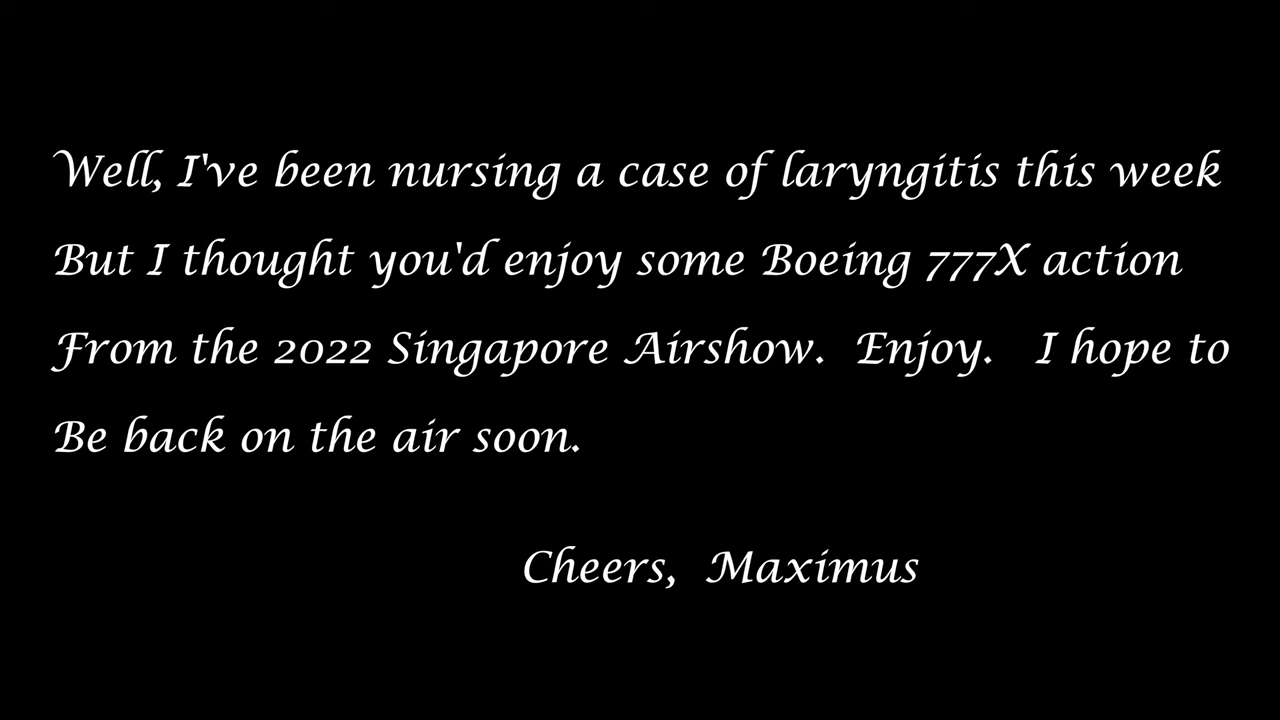 Well, I've been nursing a case of laryngitis this week
But I thought you'd enjoy some Boeing 777X action
From the 2022 Singapore Airshow.  Enjoy.   I hope to
Be back on the air soon.
Cheers,  Maximus